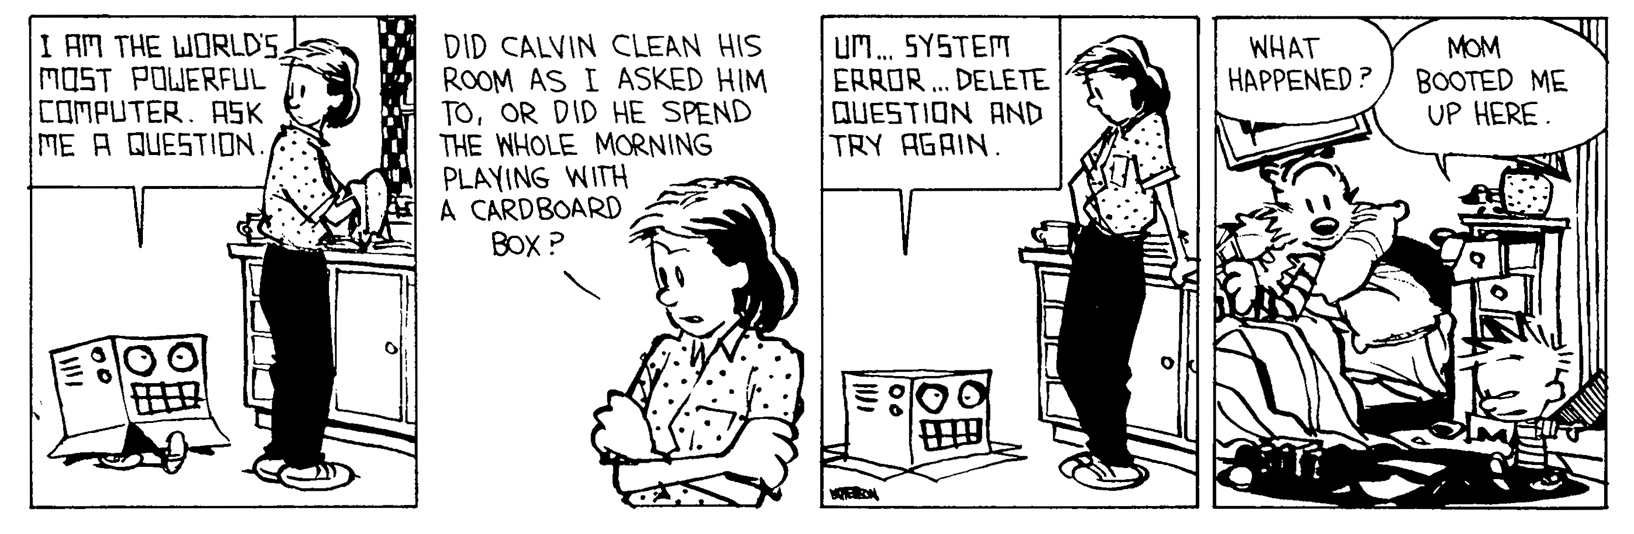 I AM THE WORLD'S
MOST POWERFUL
COMPUTER. ASK
ME A QUESTION.
DID CALVIN CLEAN HIS
ROOM AS I ASKED HIM
TO, OR DID HE SPEND
THE WHOLE MORNING
PLAYING WITH
A CARDBOARD
BOX?
UM... SYSTEM
ERROR... DELETE
QUESTION AND
TRY AGAIN.
WATTERSON
WHAT
HAPPENED?
MOM
BOOTED ME
UP HERE.